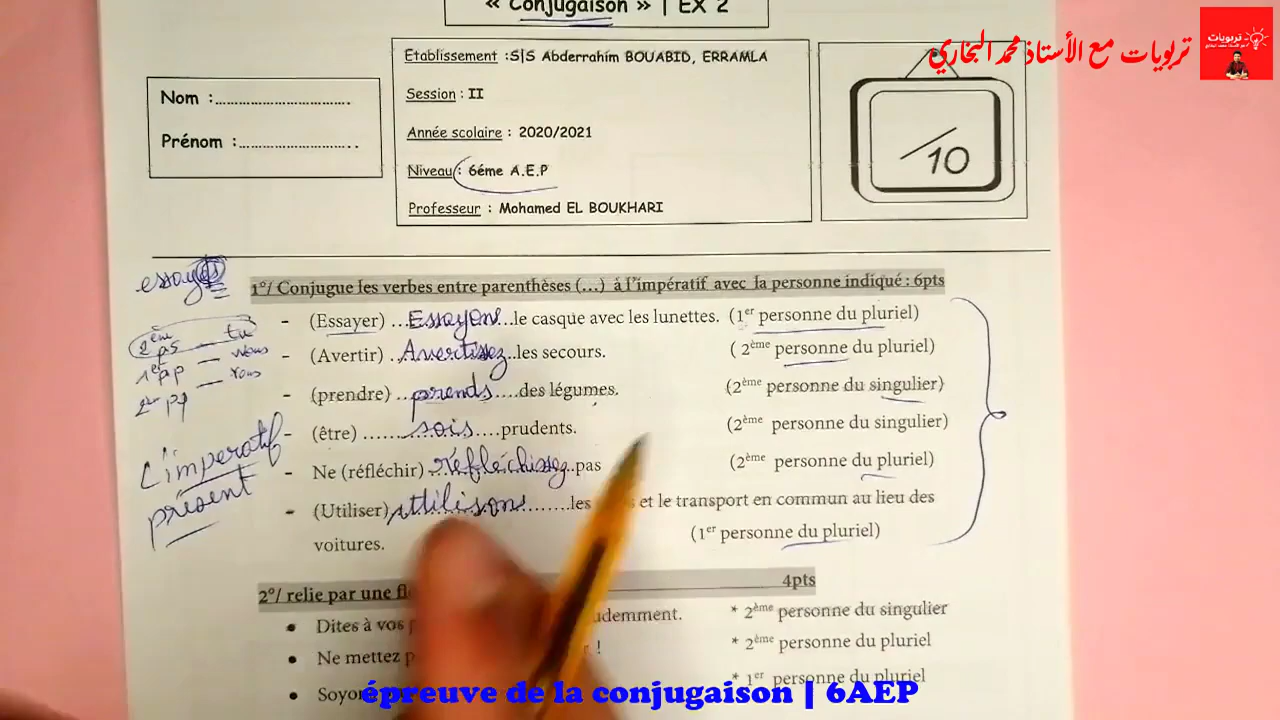 « Conjugaison » | EX 2
تربويات مع الأستاذ محمد البخاري
تربويات
Nom :....................................
Prénom :............................
Etablissement :S|S Abderrahim BOUABID, ERRAMLA
Session : II
Année scolaire : 2020/2021
Niveau : 6éme A.E.P
Professeur : Mohamed EL BOUKHARI
/10
1°/ Conjugue les verbes entre parenthèses (...) à l'impératif avec la personne indiqué : 6pts
- (Essayer) ...Essayons...le casque avec les lunettes. (1er personne du pluriel)
- (Avertir) ..Avertissez..les secours. ( 2ème personne du pluriel)
- (prendre) ...prends....des légumes. (2ème personne du singulier)
- (être) .........sois....prudents. (2ème personne du singulier)
- Ne (réfléchir) ..réfléchissez..pas (2ème personne du pluriel)
- (Utiliser) utilisons........les et le transport en commun au lieu des
voitures. (1er personne du pluriel)
2ème ps __ tu
1er pp __ nous
2ème pp __ vous
L'imperatif
présent
2°/ relie par une 4pts
• Dites à vos * 2ème personne du singulier
• Ne mettez ! * 2ème personne du pluriel
• * 1er personne du pluriel
épreuve de la conjugaison | 6AEP